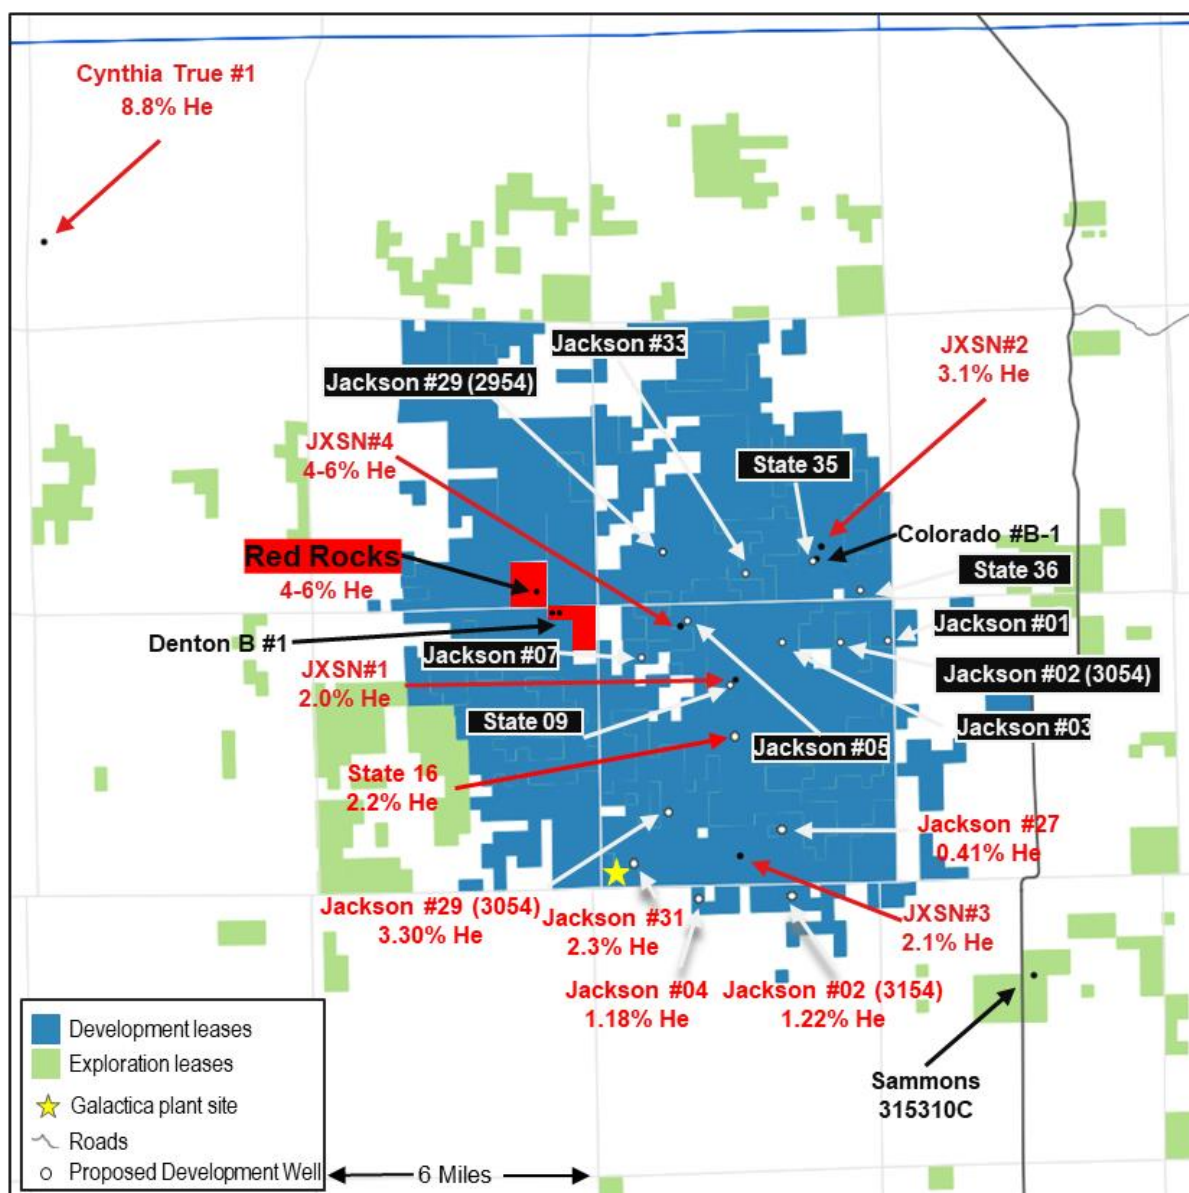 Cynthia True #1
8.8% He
Jackson #33
JXSN#2
3.1% He
Jackson #29 (2954)
JXSN#4
4-6% He
State 35
Red Rocks
4-6% He
Colorado #B-1
State 36
Denton B #1
Jackson #07
Jackson #01
JXSN#1
2.0% He
Jackson #02 (3054)
State 09
Jackson #03
Jackson #05
State 16
2.2% He
Jackson #27
0.41% He
Jackson #29 (3054)
3.30% He
Jackson #31
2.3% He
JXSN#3
2.1% He
Jackson #04
1.18% He
Jackson #02 (3154)
1.22% He
Sammons
315310C
Development leases
Exploration leases
Galactica plant site
Roads
Proposed Development Well
6 Miles